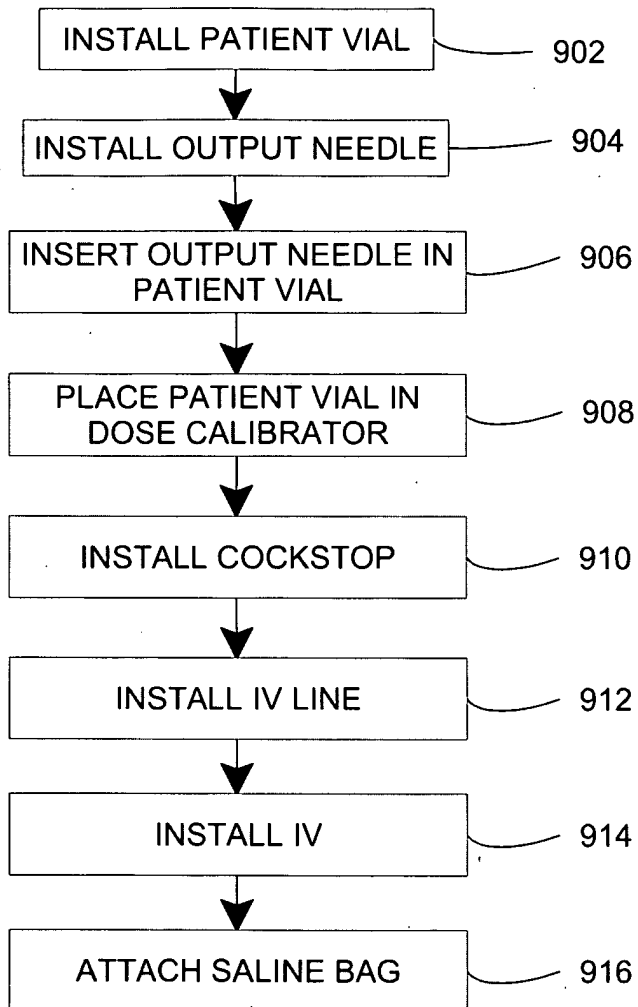 INSTALL PATIENT VIAL
902
INSTALL OUTPUT NEEDLE
904
INSERT OUTPUT NEEDLE IN
PATIENT VIAL
906
PLACE PATIENT VIAL IN
DOSE CALIBRATOR
908
INSTALL COCKSTOP
910
INSTALL IV LINE
912
INSTALL IV
914
ATTACH SALINE BAG
916